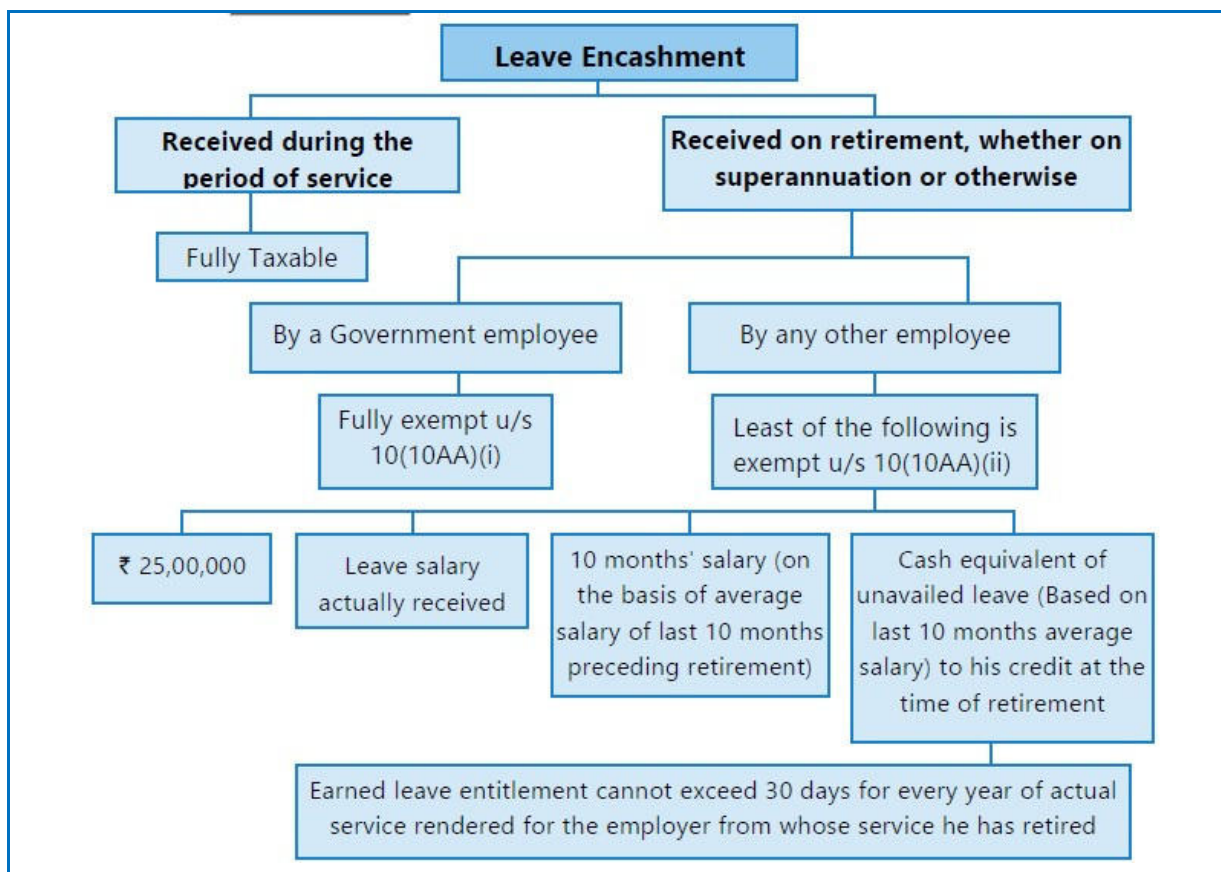 Leave Encashment
Received during the
period of service
Received on retirement, whether on
superannuation or otherwise
Fully Taxable
By a Government employee
By any other employee
Fully exempt u/s
10(10AA)(i)
Least of the following is
exempt u/s 10(10AA)(ii)
₹ 25,00,000
Leave salary
actually received
10 months' salary (on
the basis of average
salary of last 10 months
preceding retirement)
Cash equivalent of
unavailed leave (Based on
last 10 months average
salary) to his credit at the
time of retirement
Earned leave entitlement cannot exceed 30 days for every year of actual
service rendered for the employer from whose service he has retired